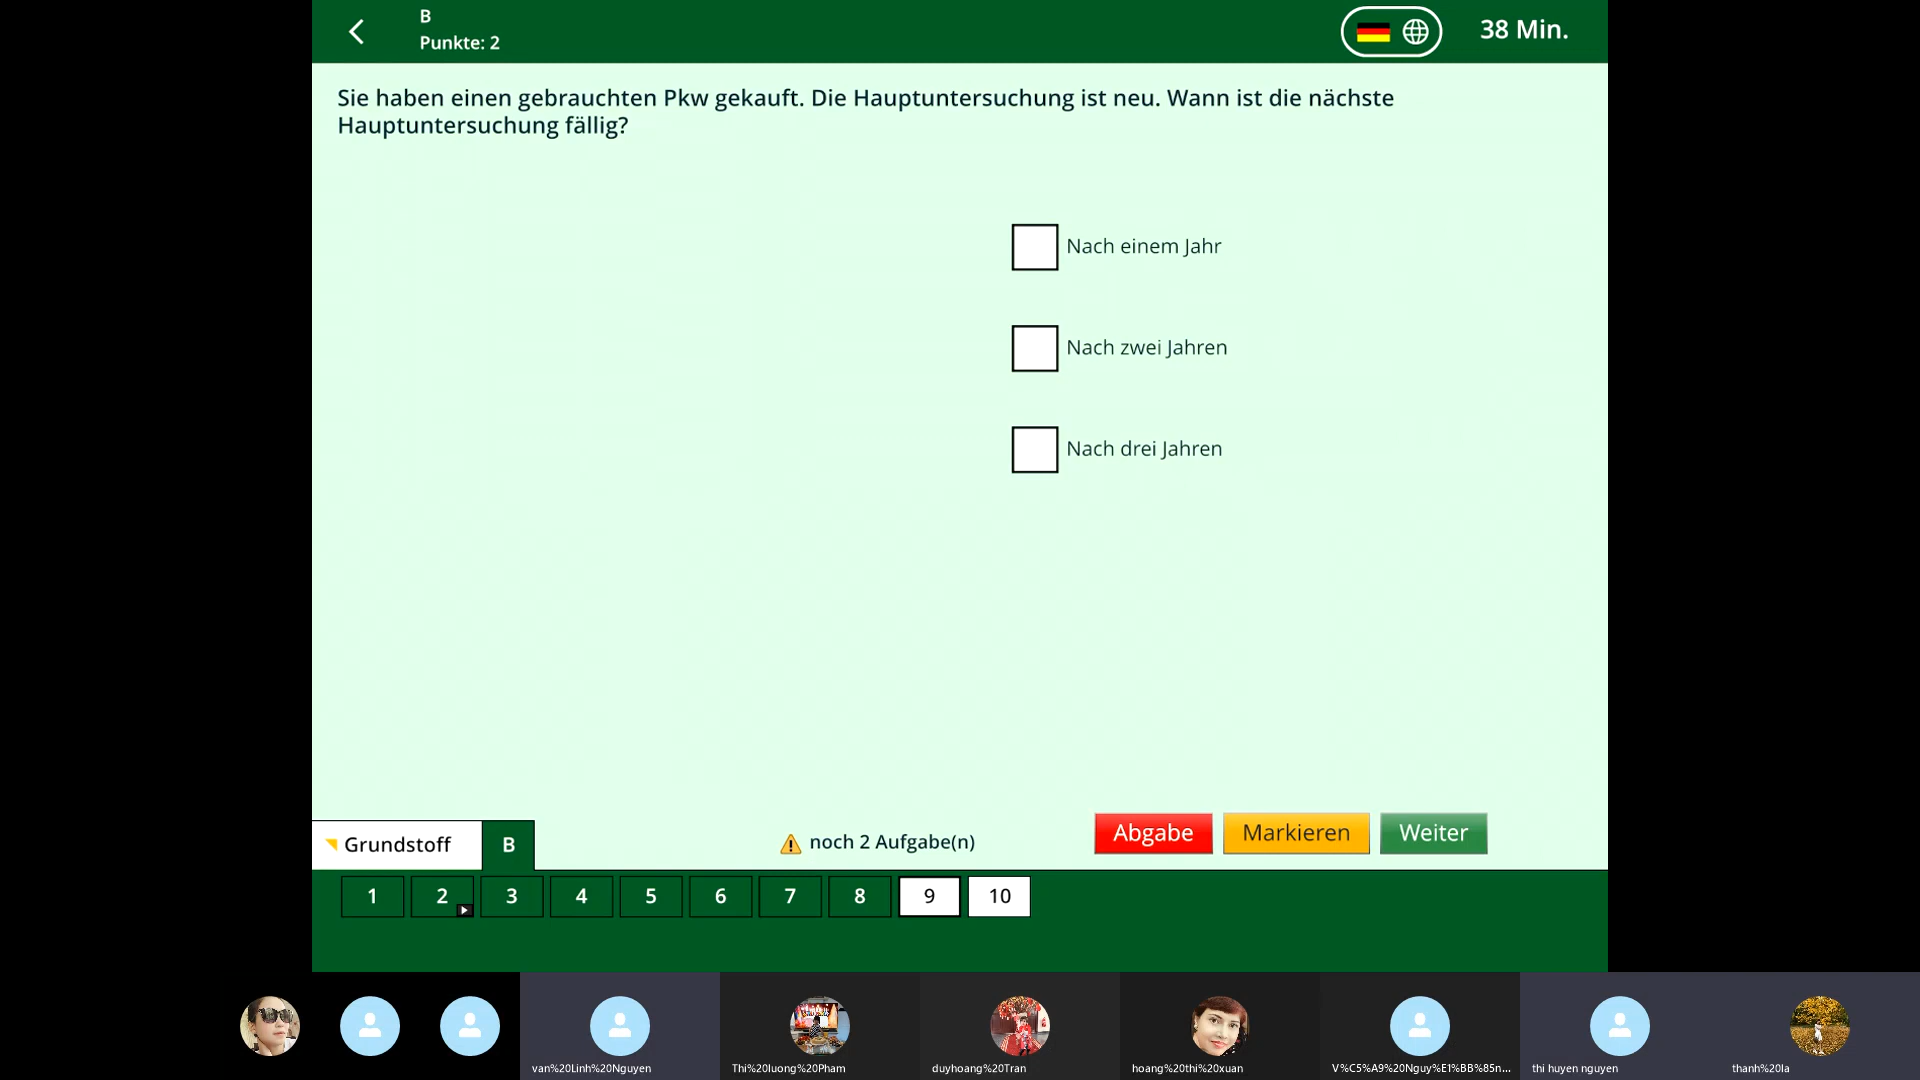 B
Punkte: 2
38 Min.
Sie haben einen gebrauchten Pkw gekauft. Die Hauptuntersuchung ist neu. Wann ist die nächste
Hauptuntersuchung fällig?
Nach einem Jahr
Nach zwei Jahren
Nach drei Jahren
Grundstoff
B
noch 2 Aufgabe(n)
Abgabe
Markieren
Weiter
1
2
3
4
5
6
7
8
9
10
van%20Linh%20Nguyen
Thi%20luong%20Pham
duyhoang%20Tran
hoang%20thi%20xuan
V%C5%A9%20Nguy%E1%BB%85n...
thi huyen nguyen
thanh%20la